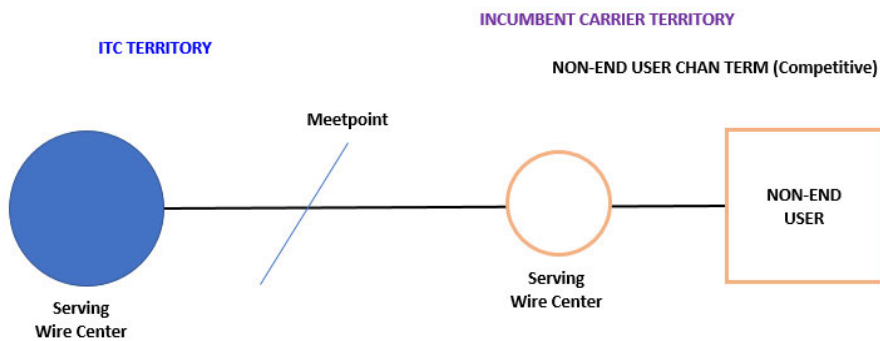 INCUMBENT CARRIER TERRITORY
ITC TERRITORY
NON-END USER CHAN TERM (Competitive)
Meetpoint
NON-END
USER
Serving
Wire Center
Serving
Wire Center